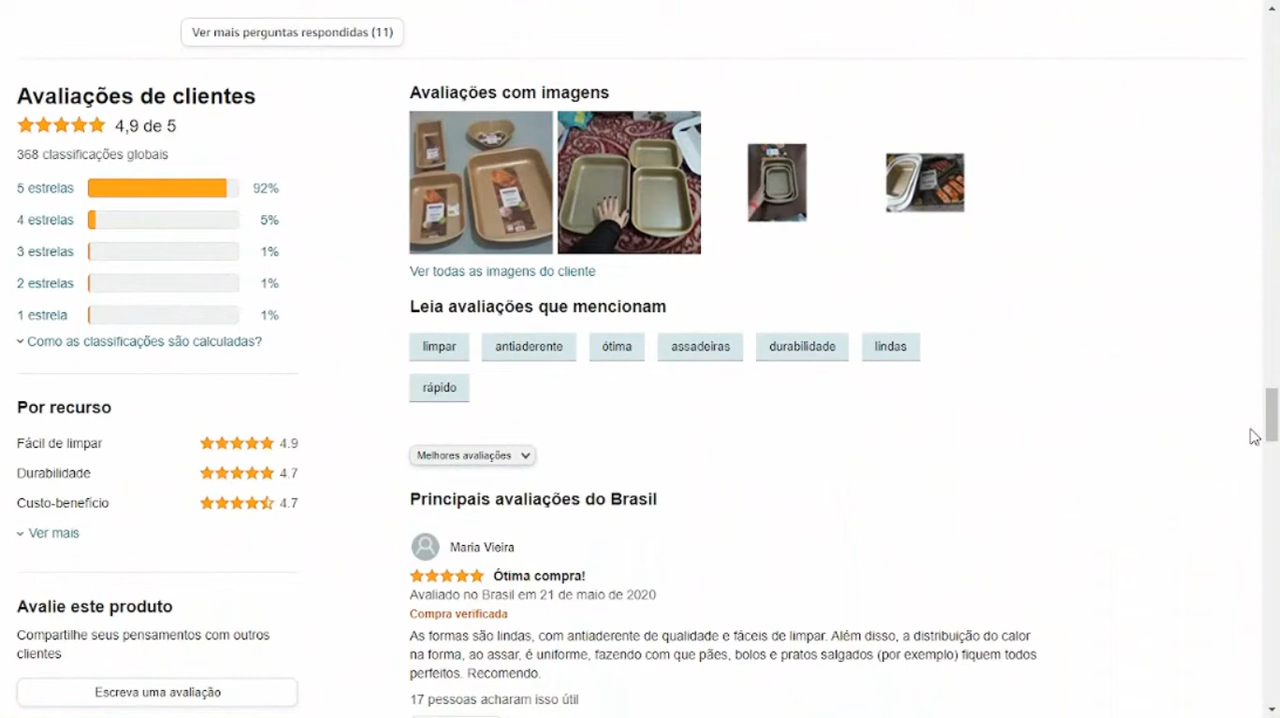 Ver mais perguntas respondidas (11)
Avaliações de clientes
4,9 de 5
368 classificações globais
5 estrelas 92%
4 estrelas 5%
3 estrelas 1%
2 estrelas 1%
1 estrela 1%
Como as classificações são calculadas?
Por recurso
Fácil de limpar 4.9
Durabilidade 4.7
Custo-benefício 4.7
Ver mais
Avalie este produto
Compartilhe seus pensamentos com outros
clientes
Escreva uma avaliação
Avaliações com imagens
Ver todas as imagens do cliente
Leia avaliações que mencionam
limpar antiaderente ótima assadeiras durabilidade lindas
rápido
Melhores avaliações
Principais avaliações do Brasil
Maria Vieira
Ótima compra!
Avaliado no Brasil em 21 de maio de 2020
Compra verificada
As formas são lindas, com antiaderente de qualidade e fáceis de limpar. Além disso, a distribuição do calor
na forma, ao assar, é uniforme, fazendo com que pães, bolos e pratos salgados (por exemplo) fiquem todos
perfeitos. Recomendo.
17 pessoas acharam isso útil